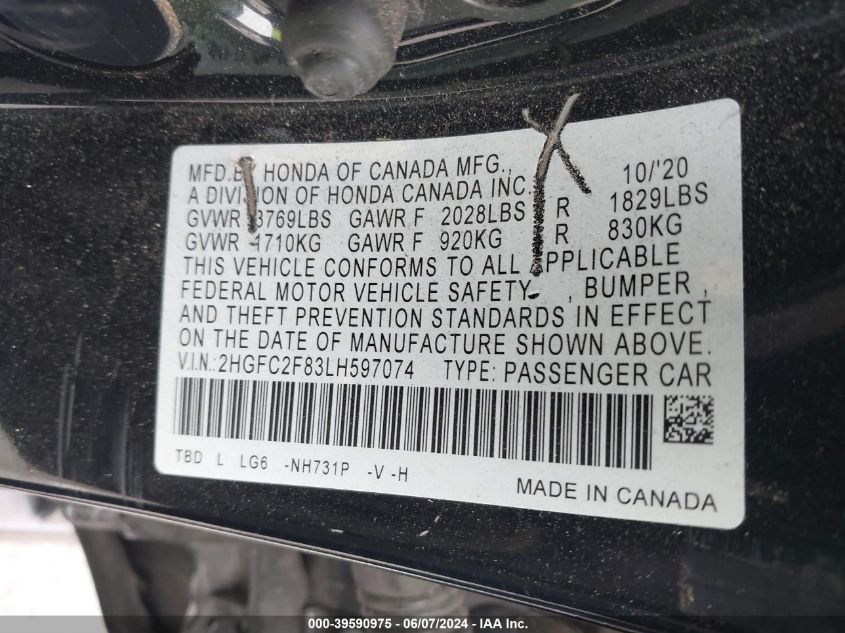 MFD.BY HONDA OF CANADA MFG., 10/'20
A DIVISION OF HONDA CANADA INC.
GVWR 3769LBS GAWR F 2028LBS R 1829LBS
GVWR 1710KG GAWR F 920KG R 830KG
THIS VEHICLE CONFORMS TO ALL APPLICABLE
FEDERAL MOTOR VEHICLE SAFETY , BUMPER ,
AND THEFT PREVENTION STANDARDS IN EFFECT
ON THE DATE OF MANUFACTURE SHOWN ABOVE.
V.I.N.: 2HGFC2F83LH597074 TYPE: PASSENGER CAR
TBD L LG6 -NH731P -V -H
MADE IN CANADA
000-39590975 - 06/07/2024 - IAA Inc.